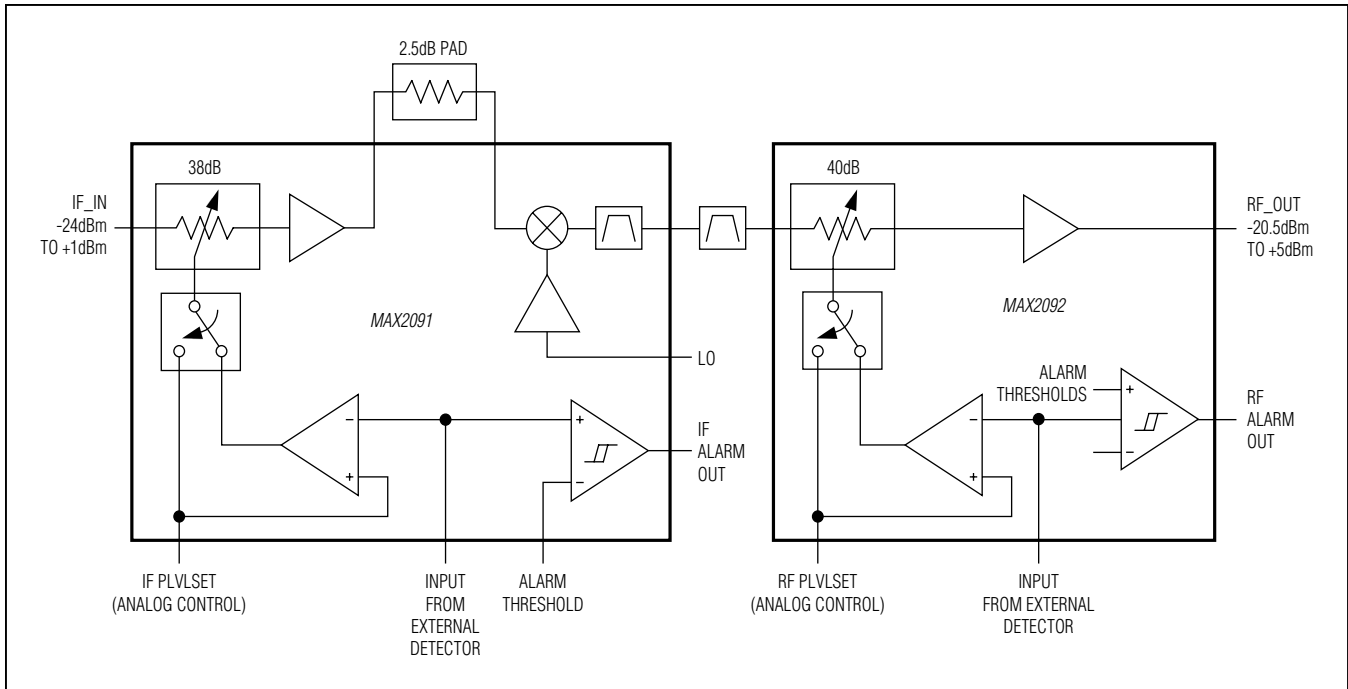 2.5dB PAD
38dB
40dB
IF_IN
-24dBm
TO +1dBm
RF_OUT
-20.5dBm
TO +5dBm
MAX2091
MAX2092
LO
ALARM
THRESHOLDS
+
-
+
-
+
IF
ALARM
OUT
-
+
-
RF
ALARM
OUT
+
-
IF PLVLSET
(ANALOG CONTROL)
INPUT
FROM
EXTERNAL
DETECTOR
ALARM
THRESHOLD
RF PLVLSET
(ANALOG CONTROL)
INPUT
FROM EXTERNAL
DETECTOR